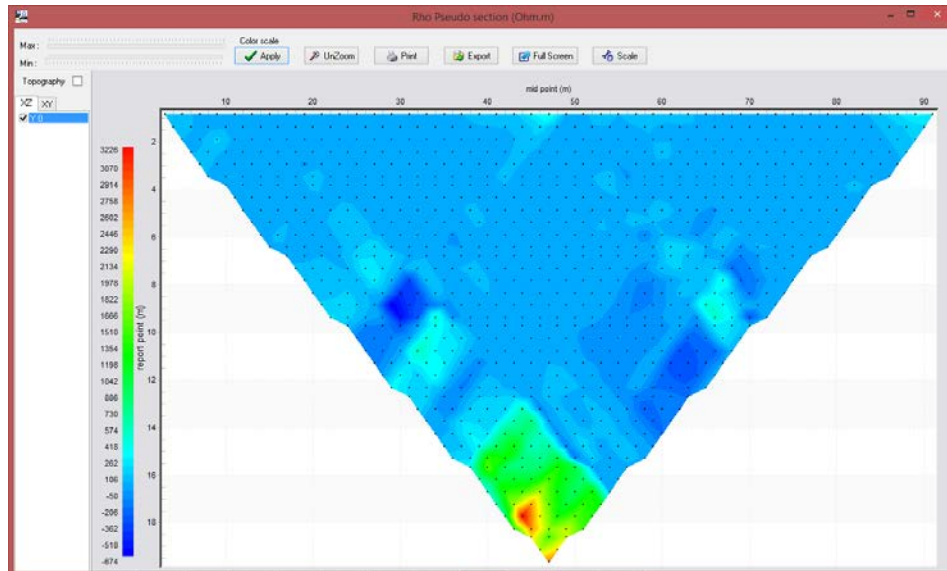 Rho Pseudo section (Ohm.m)
Max :
Min :
Color scale
Apply
UnZoom
Print
Export
Full Screen
Scale
Topography
XZ XY
Y 0
mid point (m)
10 20 30 40 50 60 70 80 90
report point (m)
2
4
6
8
10
12
14
16
18
3226
3070
2914
2758
2602
2446
2290
2134
1978
1822
1666
1510
1354
1198
1042
886
730
574
418
262
106
-50
-206
-362
-518
-674